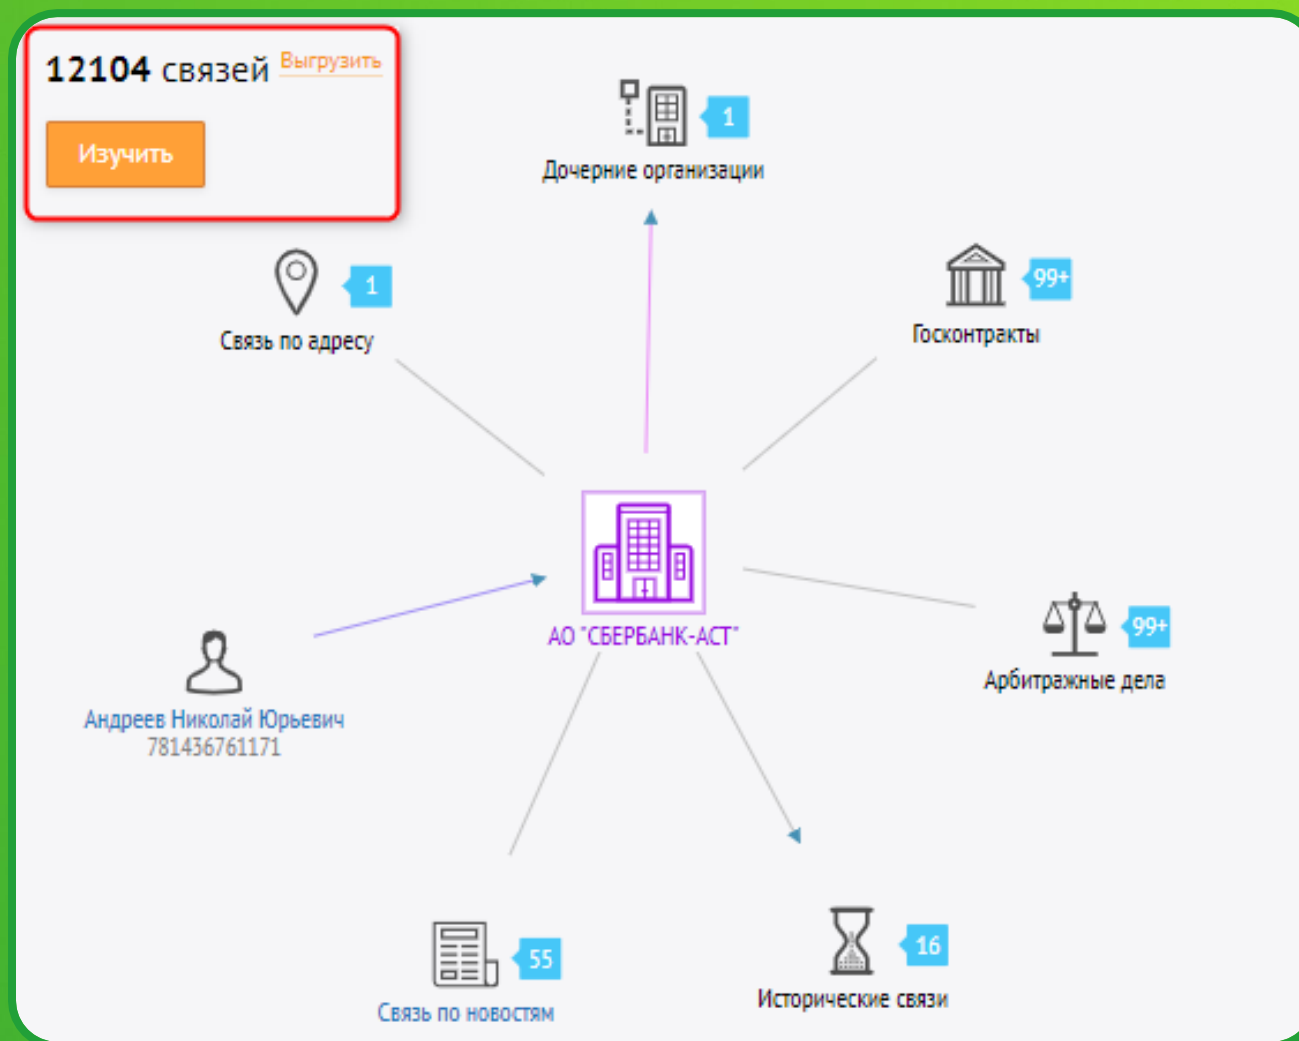 12104 связей Выгрузить
Изучить
1
Дочерние организации
1
Связь по адресу
99+
Госконтракты
АО "СБЕРБАНК-АСТ"
99+
Арбитражные дела
Андреев Николай Юрьевич
781436761171
55
Связь по новостям
16
Исторические связи